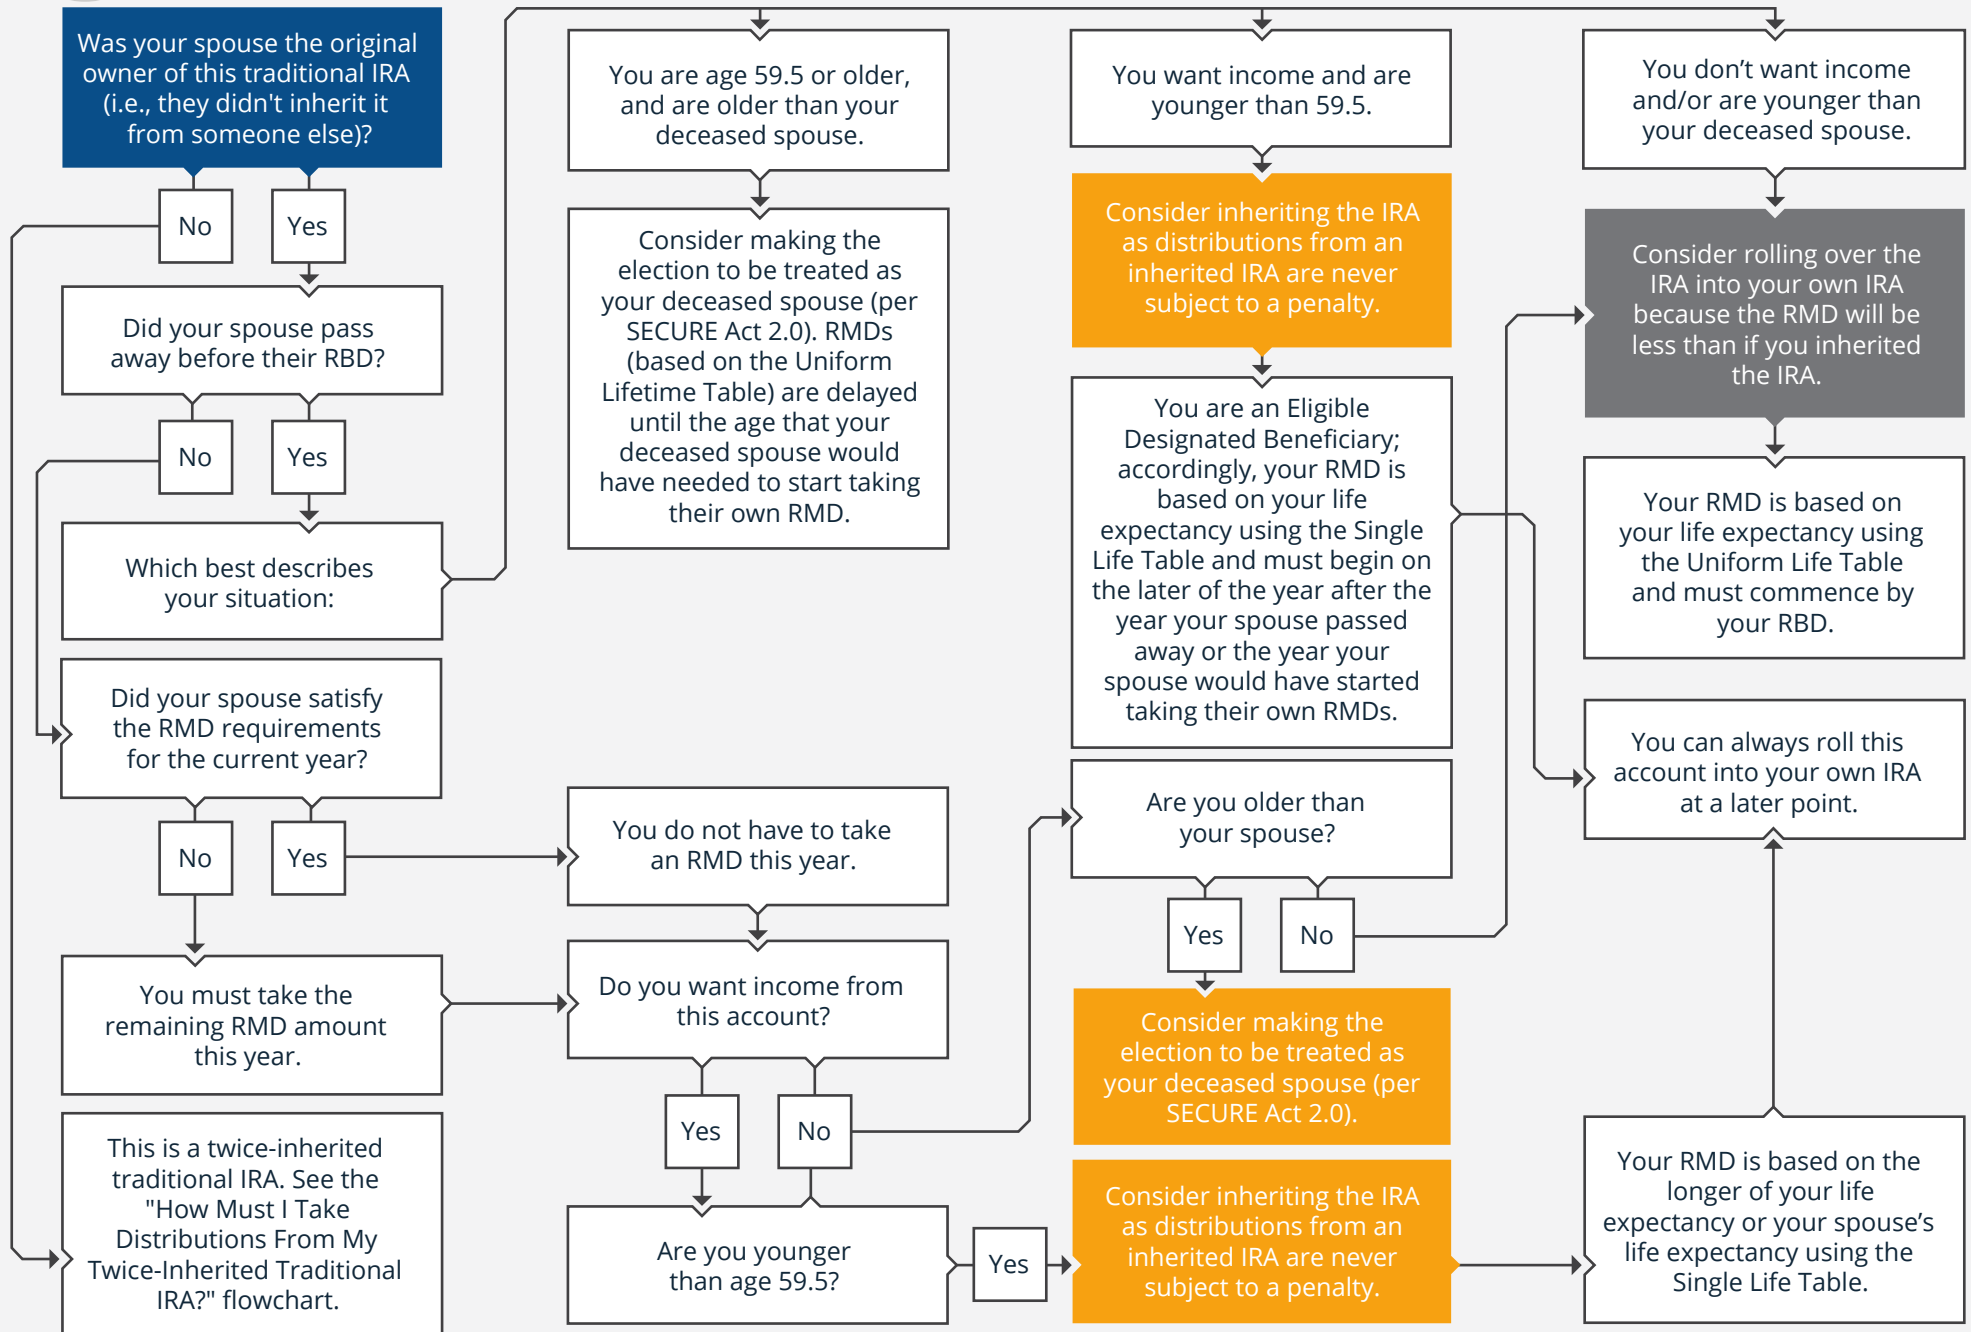 Was your spouse the original
owner of this traditional IRA
(i.e., they didn't inherit it
from someone else)?
No
Yes
Did your spouse pass
away before their RBD?
No
Yes
Which best describes
your situation:
You are age 59.5 or older,
and are older than your
deceased spouse.
Consider making the
election to be treated as
your deceased spouse (per
SECURE Act 2.0). RMDs
(based on the Uniform
Lifetime Table) are delayed
until the age that your
deceased spouse would
have needed to start taking
their own RMD.
You want income and are
younger than 59.5.
Consider inheriting the IRA
as distributions from an
inherited IRA are never
subject to a penalty.
You are an Eligible
Designated Beneficiary;
accordingly, your RMD is
based on your life
expectancy using the Single
Life Table and must begin on
the later of the year after the
year your spouse passed
away or the year your
spouse would have started
taking their own RMDs.
You don’t want income
and/or are younger than
your deceased spouse.
Consider rolling over the
IRA into your own IRA
because the RMD will be
less than if you inherited
the IRA.
Your RMD is based on
your life expectancy using
the Uniform Life Table
and must commence by
your RBD.
You can always roll this
account into your own IRA
at a later point.
Did your spouse satisfy
the RMD requirements
for the current year?
No
Yes
You must take the
remaining RMD amount
this year.
This is a twice-inherited
traditional IRA. See the
"How Must I Take
Distributions From My
Twice-Inherited Traditional
IRA?" flowchart.
You do not have to take
an RMD this year.
Do you want income from
this account?
Yes
No
Are you younger
than age 59.5?
Yes
Are you older than
your spouse?
Yes
No
Consider making the
election to be treated as
your deceased spouse (per
SECURE Act 2.0).
Consider inheriting the IRA
as distributions from an
inherited IRA are never
subject to a penalty.
Your RMD is based on the
longer of your life
expectancy or your spouse’s
life expectancy using the
Single Life Table.